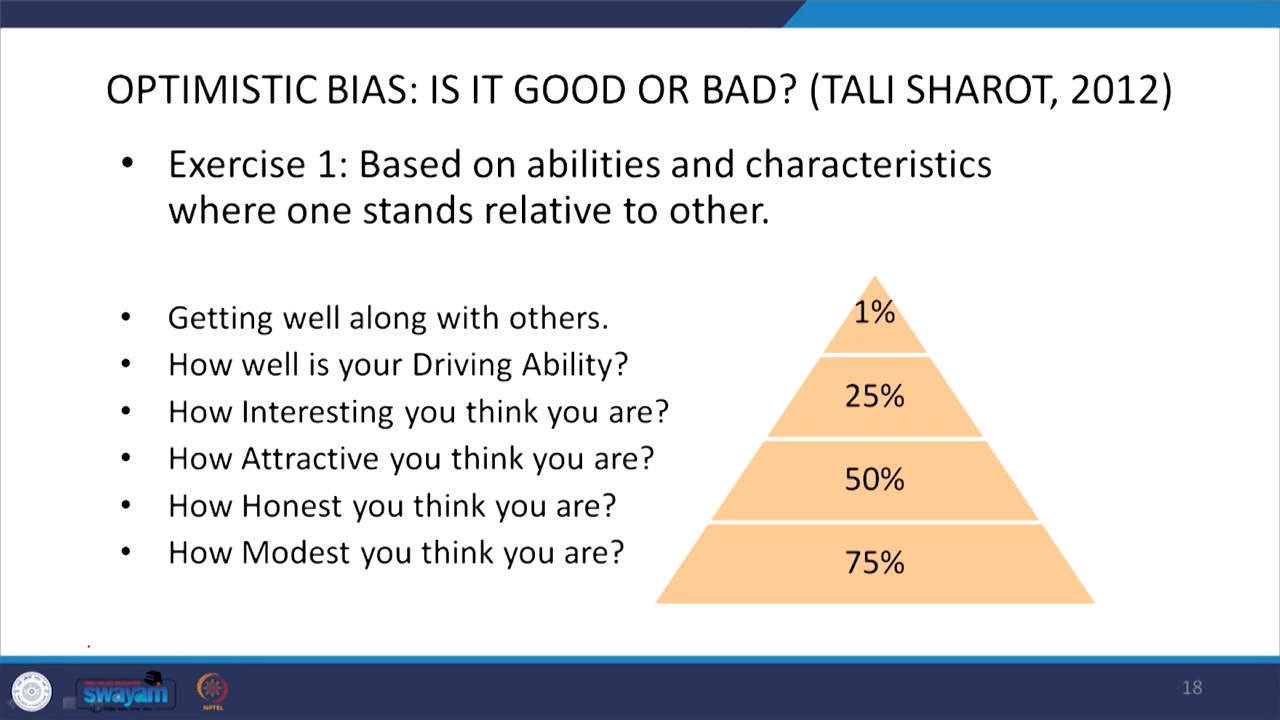 OPTIMISTIC BIAS: IS IT GOOD OR BAD? (TALI SHAROT, 2012)
• Exercise 1: Based on abilities and characteristics
where one stands relative to other.
• Getting well along with others.
• How well is your Driving Ability?
• How Interesting you think you are?
• How Attractive you think you are?
• How Honest you think you are?
• How Modest you think you are?
1%
25%
50%
75%
swayam
NPTEL
18